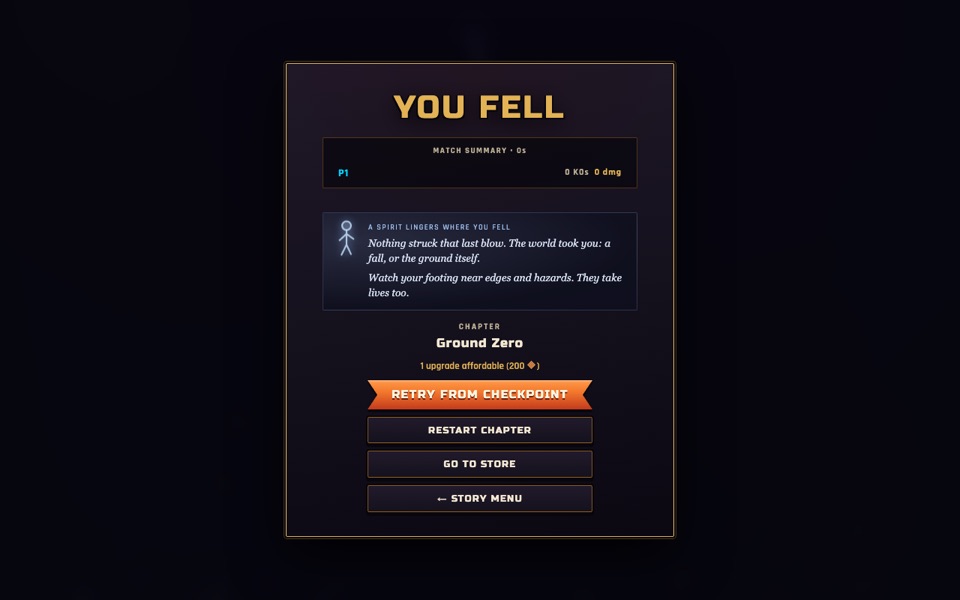 YOU FELL
MATCH SUMMARY • 0s
P1 0 KOs 0 dmg
A SPIRIT LINGERS WHERE YOU FELL
Nothing struck that last blow. The world took you: a
fall, or the ground itself.
Watch your footing near edges and hazards. They take
lives too.
CHAPTER
Ground Zero
1 upgrade affordable (200 ◆)
RETRY FROM CHECKPOINT
RESTART CHAPTER
GO TO STORE
← STORY MENU